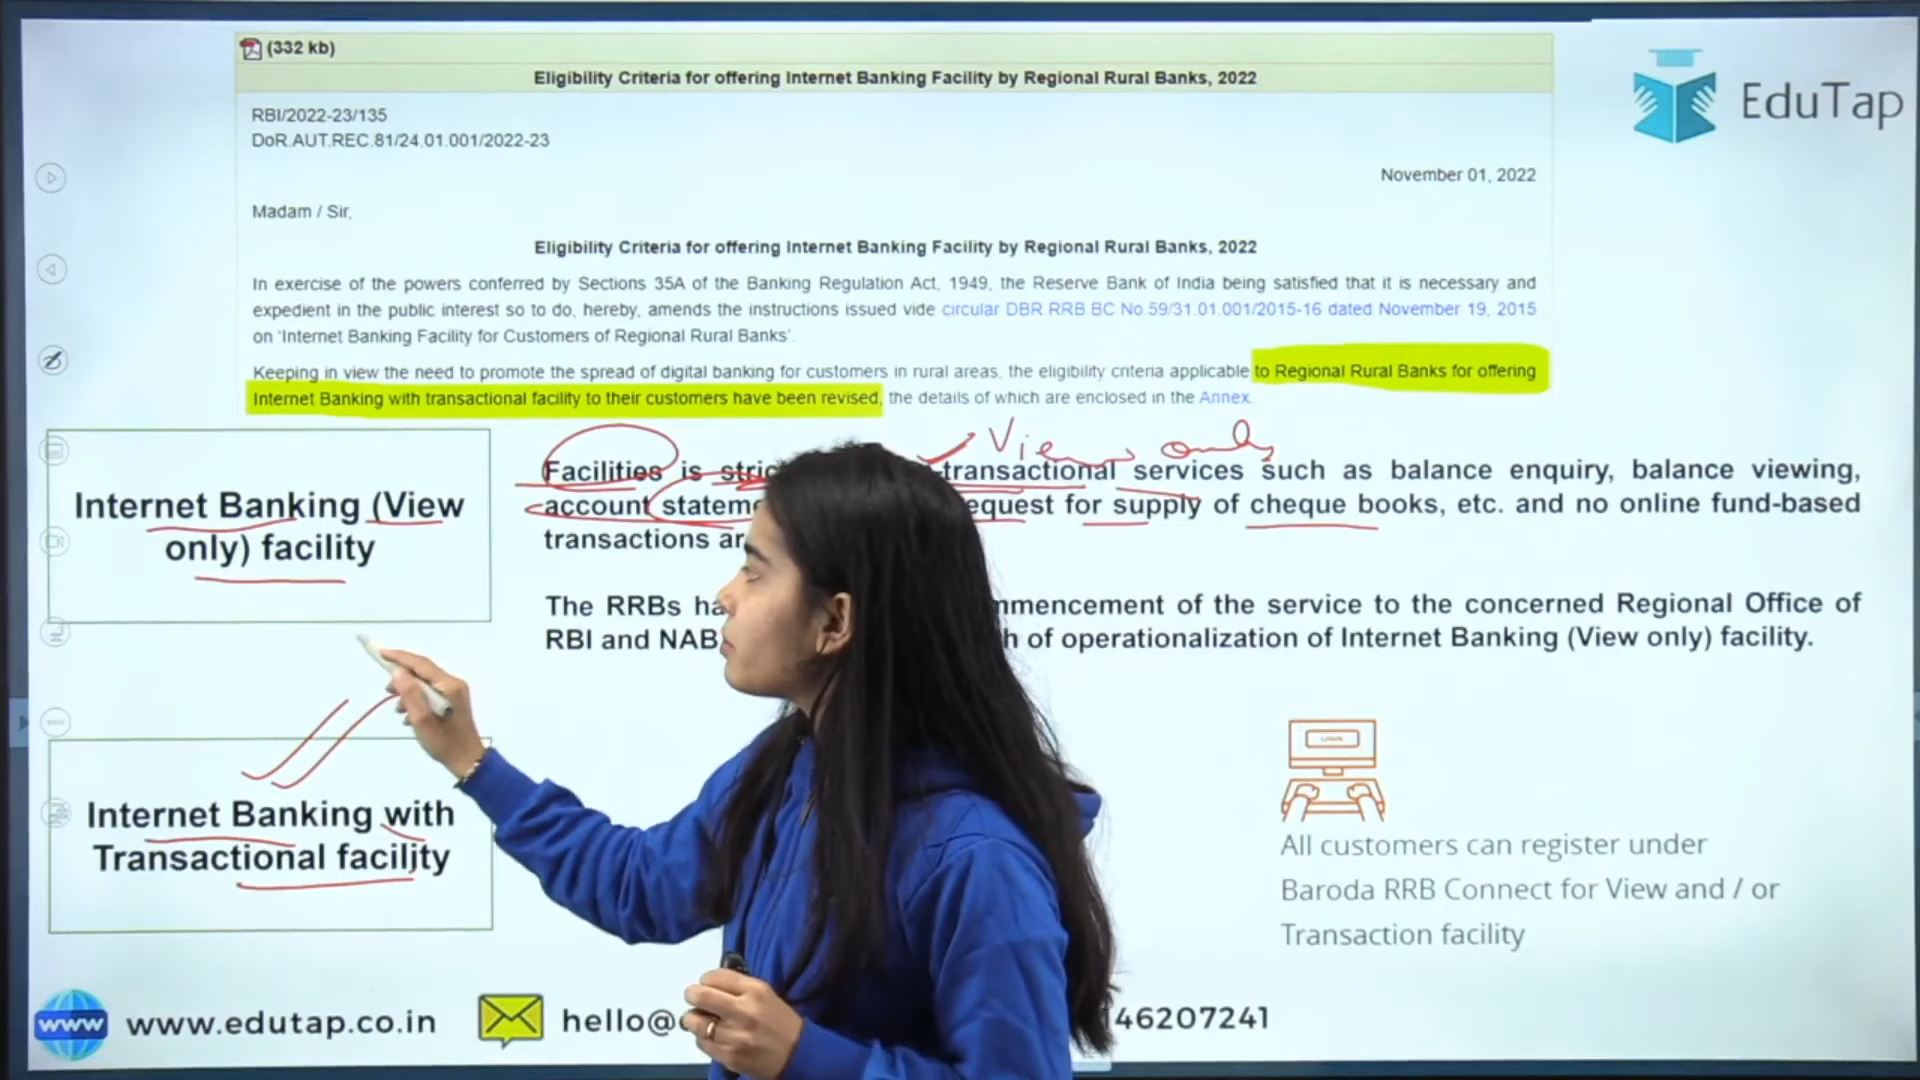 (332 kb)
Eligibility Criteria for offering Internet Banking Facility by Regional Rural Banks, 2022
RBI/2022-23/135
DoR.AUT.REC.81/24.01.001/2022-23
November 01, 2022
Madam / Sir,
Eligibility Criteria for offering Internet Banking Facility by Regional Rural Banks, 2022
In exercise of the powers conferred by Sections 35A of the Banking Regulation Act, 1949, the Reserve Bank of India being satisfied that it is necessary and
expedient in the public interest so to do, hereby, amends the instructions issued vide circular DBR.RRB.BC.No.59/31.01.001/2015-16 dated November 19, 2015
on 'Internet Banking Facility for Customers of Regional Rural Banks'.
Keeping in view the need to promote the spread of digital banking for customers in rural areas, the eligibility criteria applicable to Regional Rural Banks for offering
Internet Banking with transactional facility to their customers have been revised, the details of which are enclosed in the Annex.
EduTap
View only
Internet Banking (View
only) facility
Facilities is stric transactional services such as balance enquiry, balance viewing,
account stateme equest for supply of cheque books, etc. and no online fund-based
transactions ar
The RRBs ha mmencement of the service to the concerned Regional Office of
RBI and NAB h of operationalization of Internet Banking (View only) facility.
Internet Banking with
Transactional facility
LOGIN
All customers can register under
Baroda RRB Connect for View and / or
Transaction facility
www
www.edutap.co.in
hello@
146207241